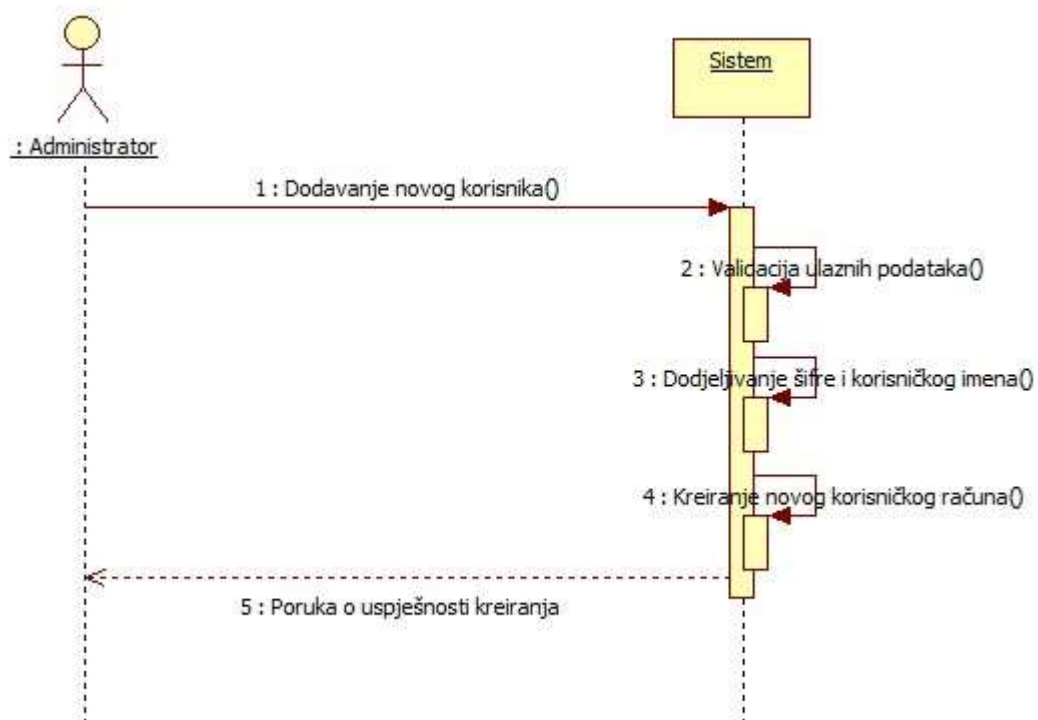 Sistem
: Administrator
1 : Dodavanje novog korisnika()
2 : Validacija ulaznih podataka()
3 : Dodjeljivanje šifre i korisničkog imena()
4 : Kreiranje novog korisničkog računa()
5 : Poruka o uspješnosti kreiranja